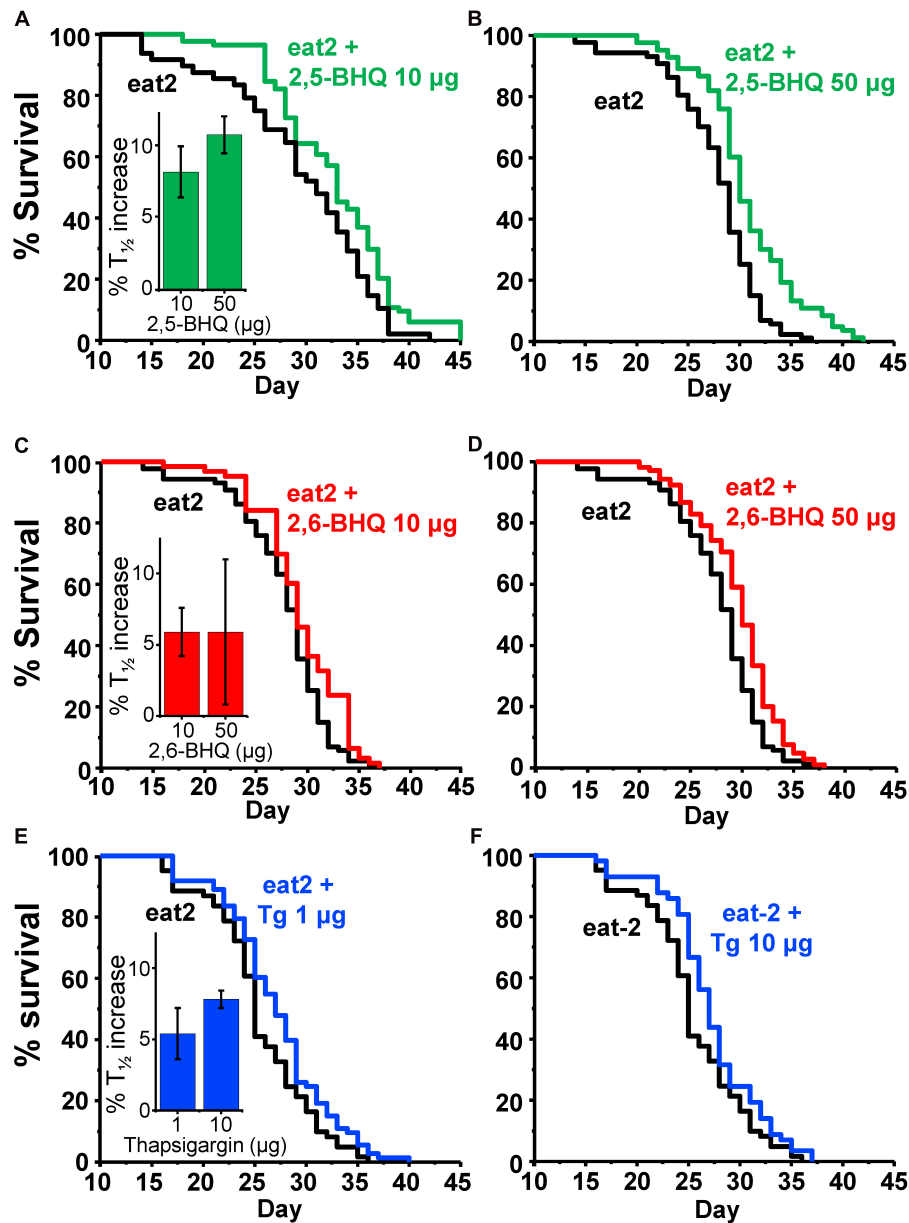 A
100
80
60
40
20
0
% Survival
eat2
eat2 +
2,5-BHQ 10 µg
10
5
0
% T½ increase
10 50
2,5-BHQ (µg)
10 15 20 25 30 35 40 45
Day
B
100
80
60
40
20
0
eat2
eat2 +
2,5-BHQ 50 µg
10 15 20 25 30 35 40 45
Day
C
100
80
60
40
20
0
% Survival
eat2
eat2 +
2,6-BHQ 10 µg
10
5
0
% T½ increase
10 50
2,6-BHQ (µg)
10 15 20 25 30 35 40 45
Day
D
100
80
60
40
20
0
eat2
eat2 +
2,6-BHQ 50 µg
10 15 20 25 30 35 40 45
Day
E
100
80
60
40
20
0
% survival
eat2
eat2 +
Tg 1 µg
10
5
0
% T½ increase
1 10
Thapsigargin (µg)
10 15 20 25 30 35 40 45
Day
F
100
80
60
40
20
0
eat-2
eat-2 +
Tg 10 µg
10 15 20 25 30 35 40 45
Day